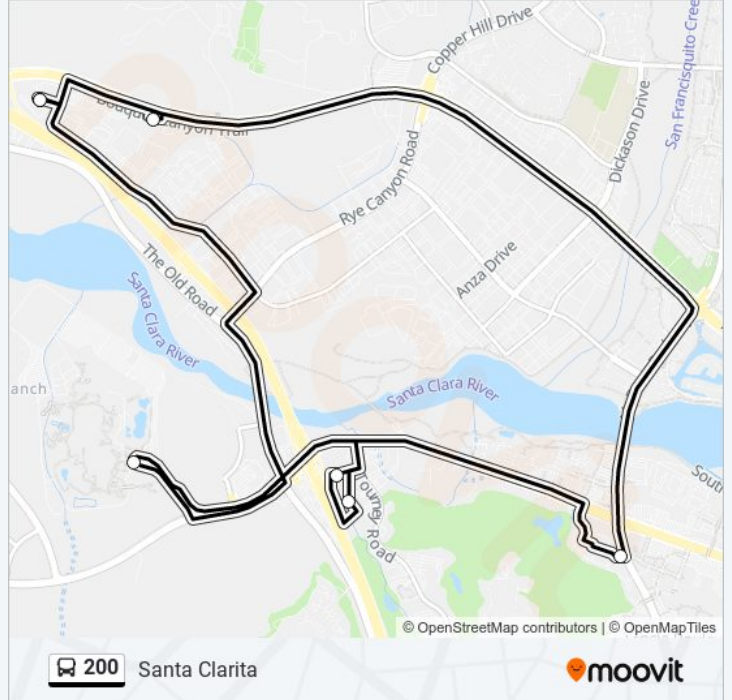 Copper Hill Drive
San Francisquito Cree
Bouquet Canyon Trail
Dickason Drive
Rye Canyon Road
Anza Drive
The Old Road
Santa Clara River
Santa Clara River
anch
Sout
Tourney Road
© OpenStreetMap contributors | © OpenMapTiles
200 Santa Clarita
moovit